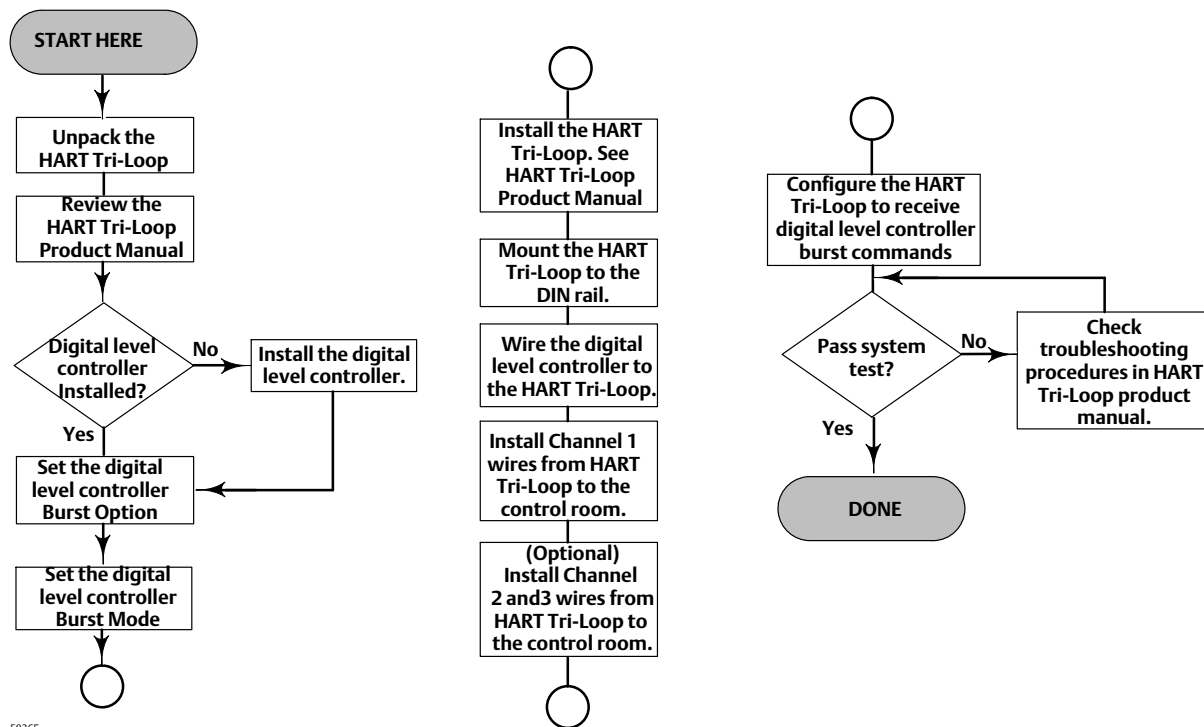 START HERE
Unpack the
HART Tri-Loop
Review the
HART Tri-Loop
Product Manual
Digital level
controller
Installed?
No
Install the digital
level controller.
Yes
Set the digital
level controller
Burst Option
Set the digital
level controller
Burst Mode
Install the HART
Tri-Loop. See
HART Tri-Loop
Product Manual
Mount the HART
Tri-Loop to the
DIN rail.
Wire the digital
level controller to
the HART Tri-Loop.
Install Channel 1
wires from HART
Tri-Loop to the
control room.
(Optional)
Install Channel
2 and3 wires from
HART Tri-Loop to
the control room.
Configure the HART
Tri-Loop to receive
digital level controller
burst commands
Pass system
test?
No
Check
troubleshooting
procedures in HART
Tri-Loop product
manual.
Yes
DONE